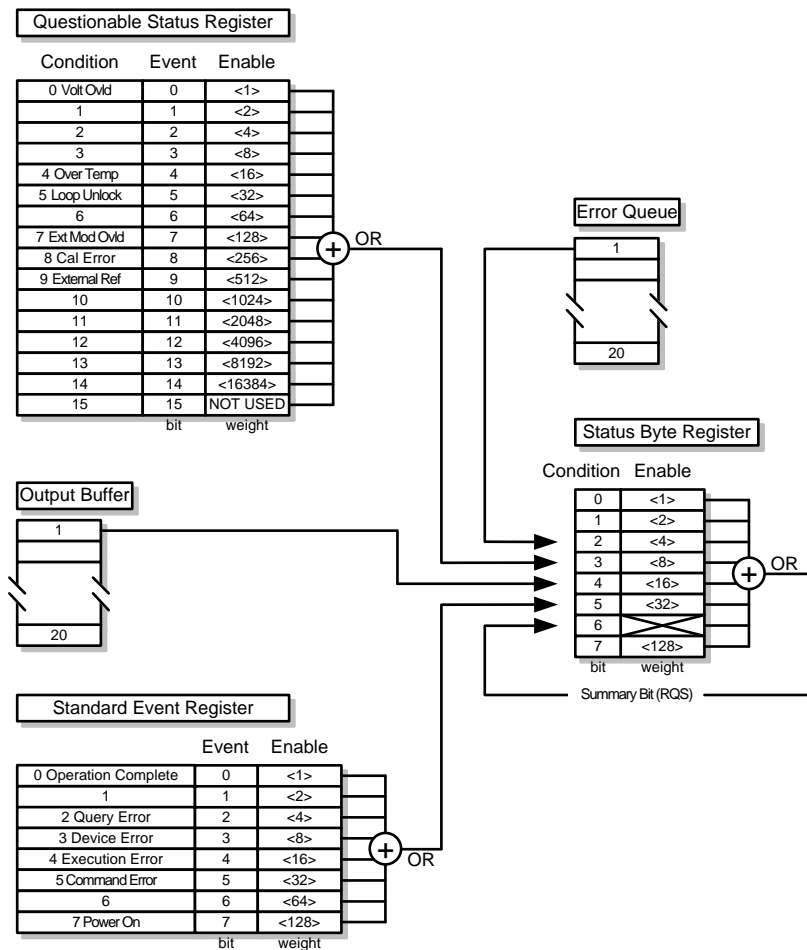 Questionable Status Register
Condition Event Enable
0 Volt Ovld 0 <1>
1 1 <2>
2 2 <4>
3 3 <8>
4 Over Temp 4 <16>
5 Loop Unlock 5 <32>
6 6 <64>
7 Ext Mod Ovld 7 <128>
8 Cal Error 8 <256>
9 External Ref 9 <512>
10 10 <1024>
11 11 <2048>
12 12 <4096>
13 13 <8192>
14 14 <16384>
15 15 NOT USED
bit weight
+ OR
Error Queue
1
20
Output Buffer
1
20
Status Byte Register
Condition Enable
0 <1>
1 <2>
2 <4>
3 <8>
4 <16>
5 <32>
6
7 <128>
bit weight
+ OR
Summary Bit (RQS)
Standard Event Register
Event Enable
0 Operation Complete 0 <1>
1 1 <2>
2 Query Error 2 <4>
3 Device Error 3 <8>
4 Execution Error 4 <16>
5 Command Error 5 <32>
6 6 <64>
7 Power On 7 <128>
bit weight
+ OR